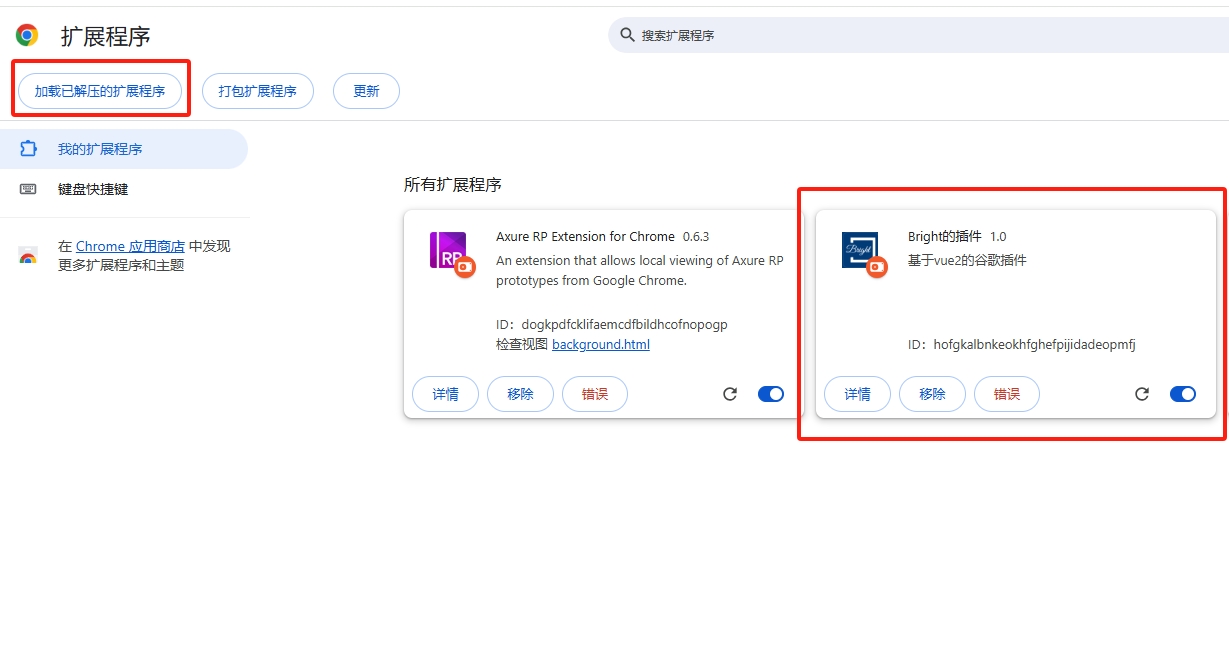 扩展程序
搜索扩展程序
加载已解压的扩展程序
打包扩展程序
更新
我的扩展程序
键盘快捷键
在 Chrome 应用商店 中发现
更多扩展程序和主题
所有扩展程序
RP
Axure RP Extension for Chrome 0.6.3
An extension that allows local viewing of Axure RP
prototypes from Google Chrome.
ID：dogkpdfcklifaemcdfbildhcofnopogp
检查视图 background.html
详情
移除
错误
Bright
Bright的插件 1.0
基于vue2的谷歌插件
ID：hofgkalbnkeokhfghefpijidadeopmfj
详情
移除
错误